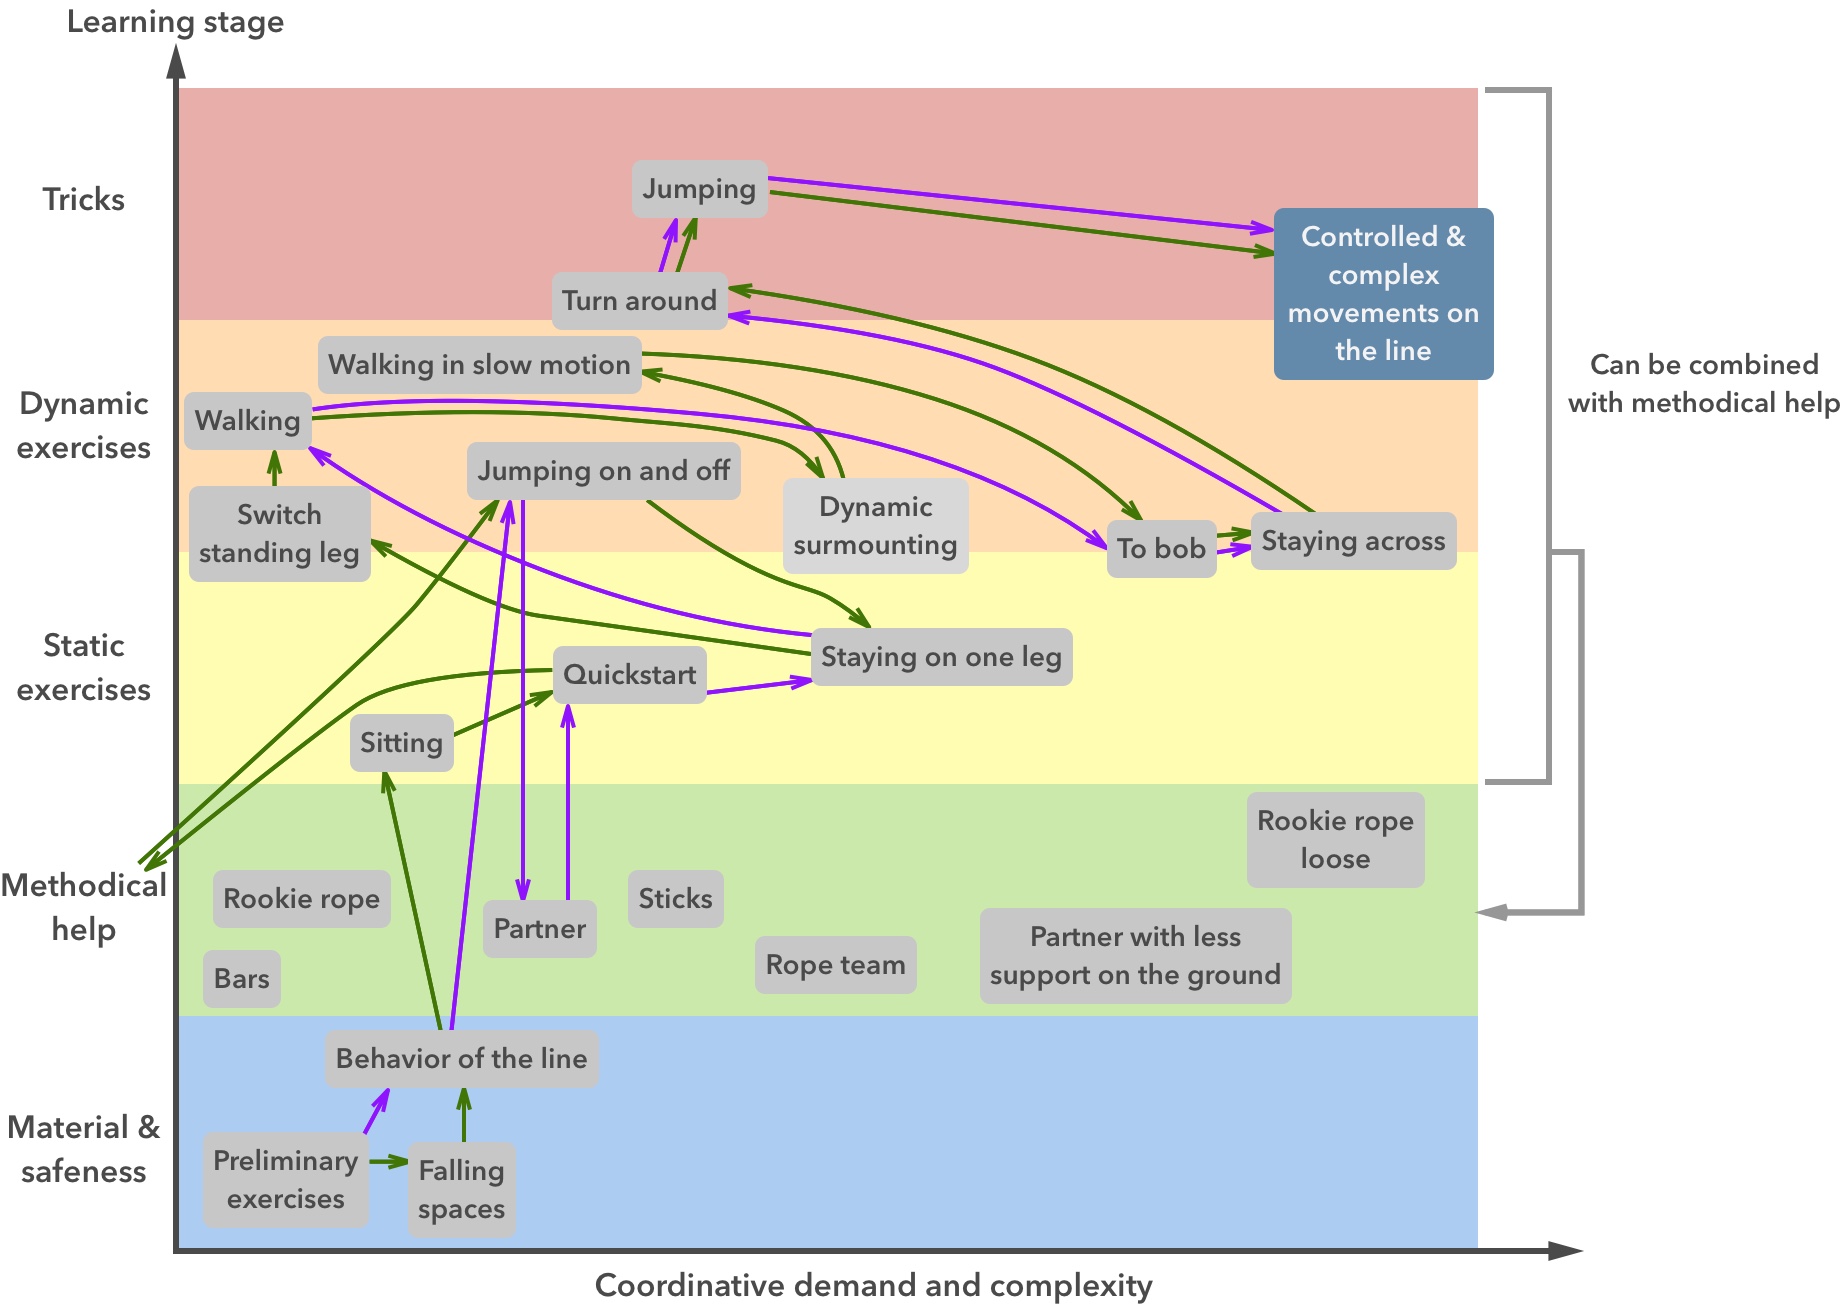 Learning stage
Tricks
Jumping
Controlled &
complex
movements on
the line
Turn around
Can be combined
with methodical help
Dynamic
exercises
Walking in slow motion
Walking
Jumping on and off
Switch
standing leg
Dynamic
surmounting
To bob
Staying across
Static
exercises
Staying on one leg
Quickstart
Sitting
Methodical
help
Rookie rope
loose
Rookie rope
Sticks
Partner
Partner with less
support on the ground
Rope team
Bars
Material &
safeness
Behavior of the line
Preliminary
exercises
Falling
spaces
Coordinative demand and complexity